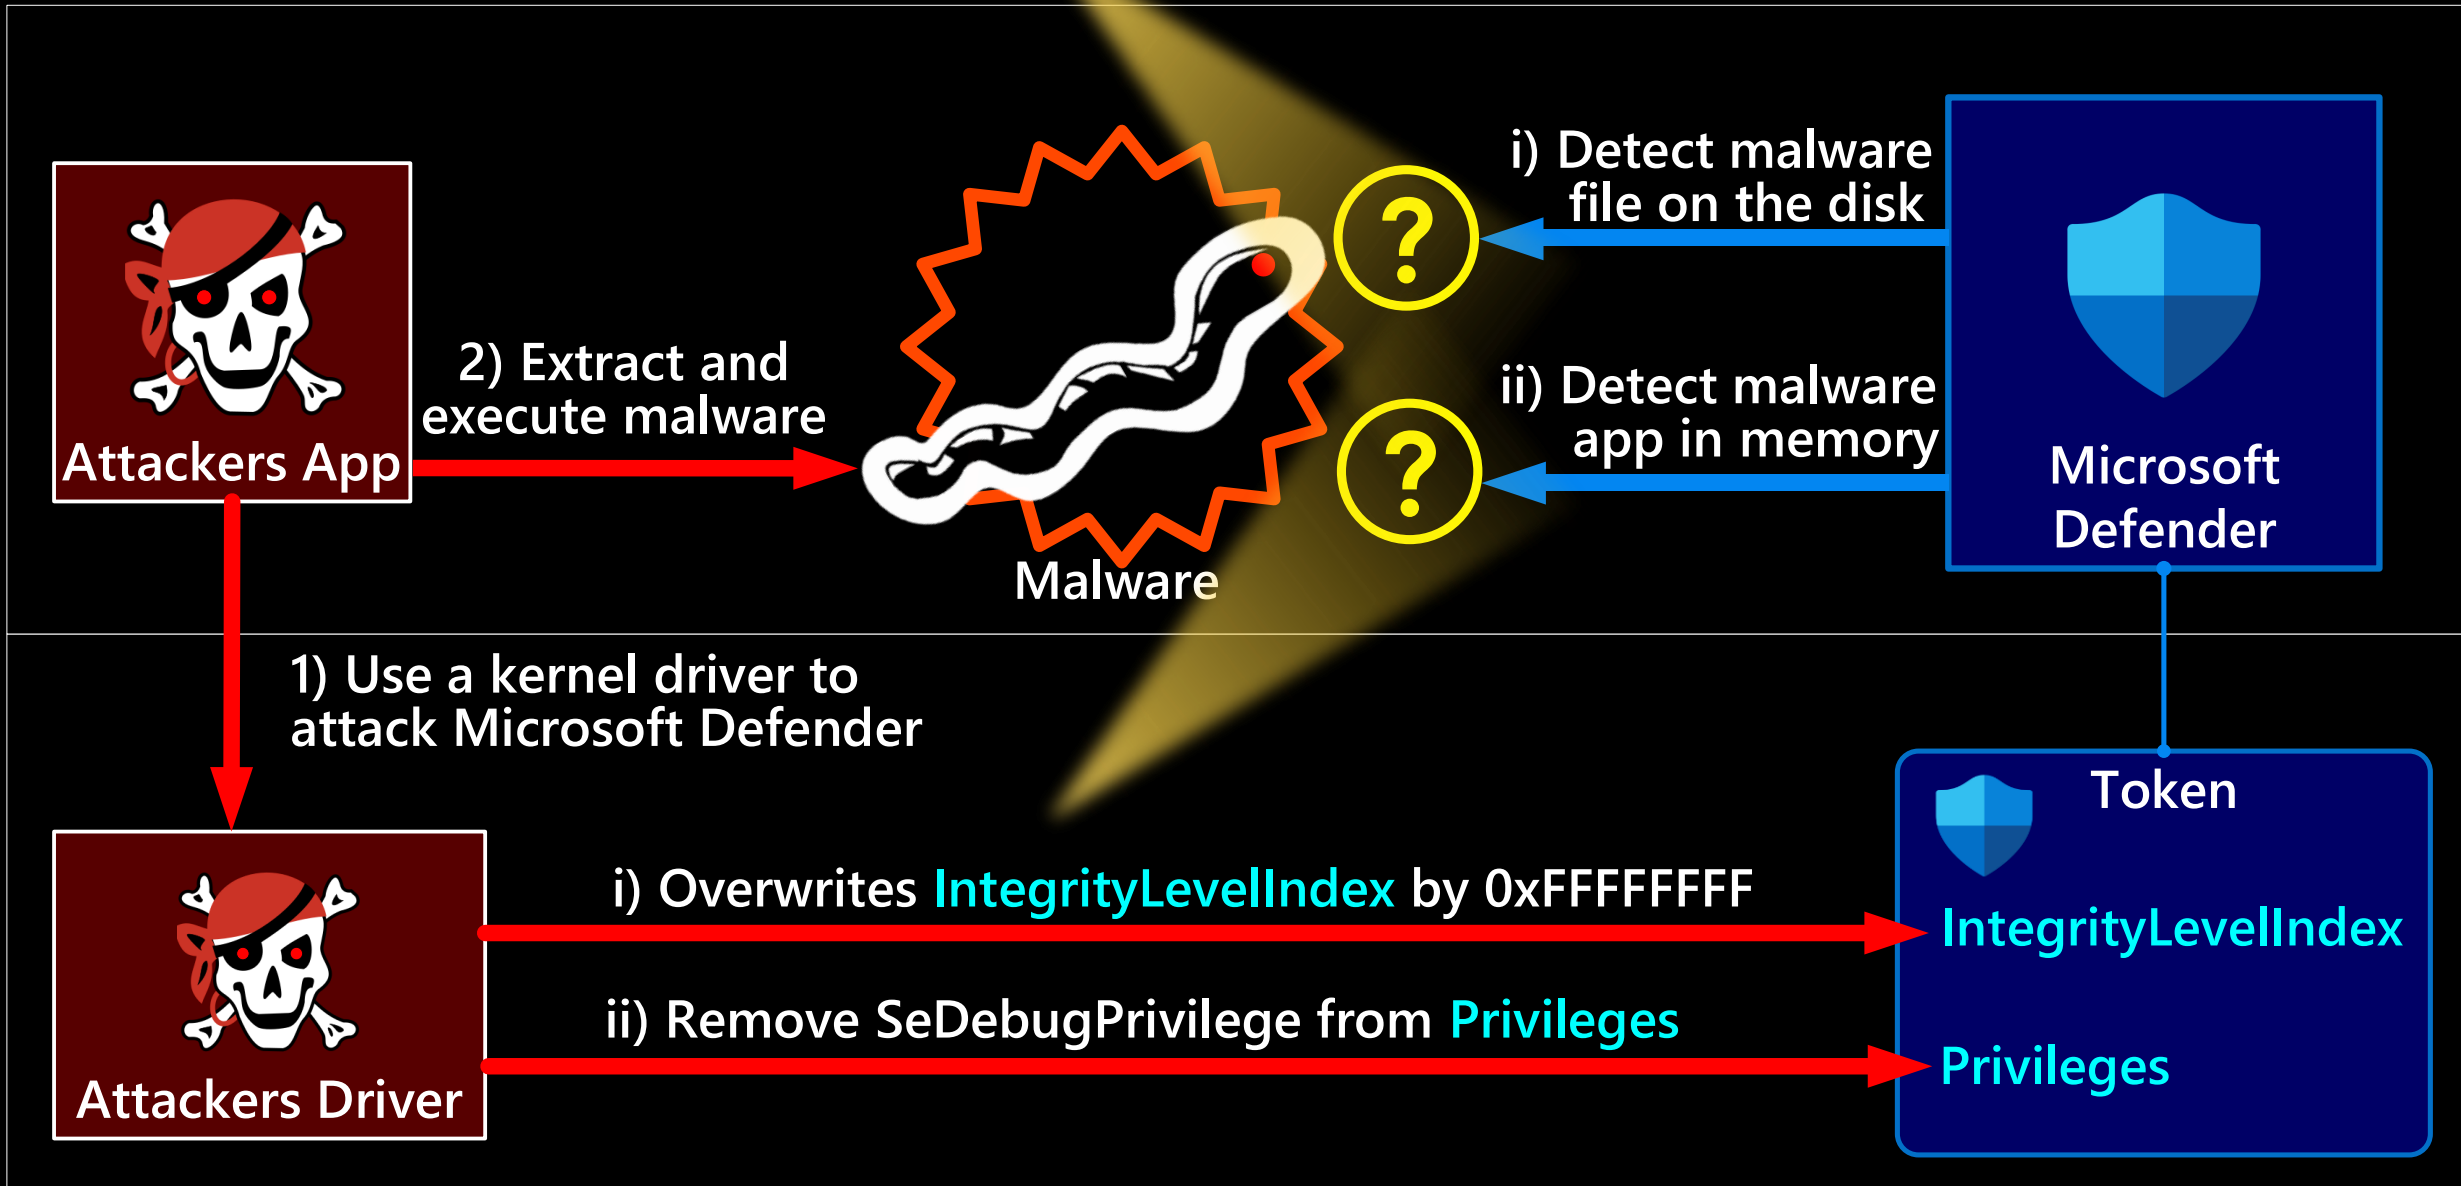 Attackers App
2) Extract and
execute malware
Malware
?
?
i) Detect malware
file on the disk
ii) Detect malware
app in memory
Microsoft
Defender
1) Use a kernel driver to
attack Microsoft Defender
Attackers Driver
i) Overwrites IntegrityLevelIndex by 0xFFFFFFFF
ii) Remove SeDebugPrivilege from Privileges
Token
IntegrityLevelIndex
Privileges